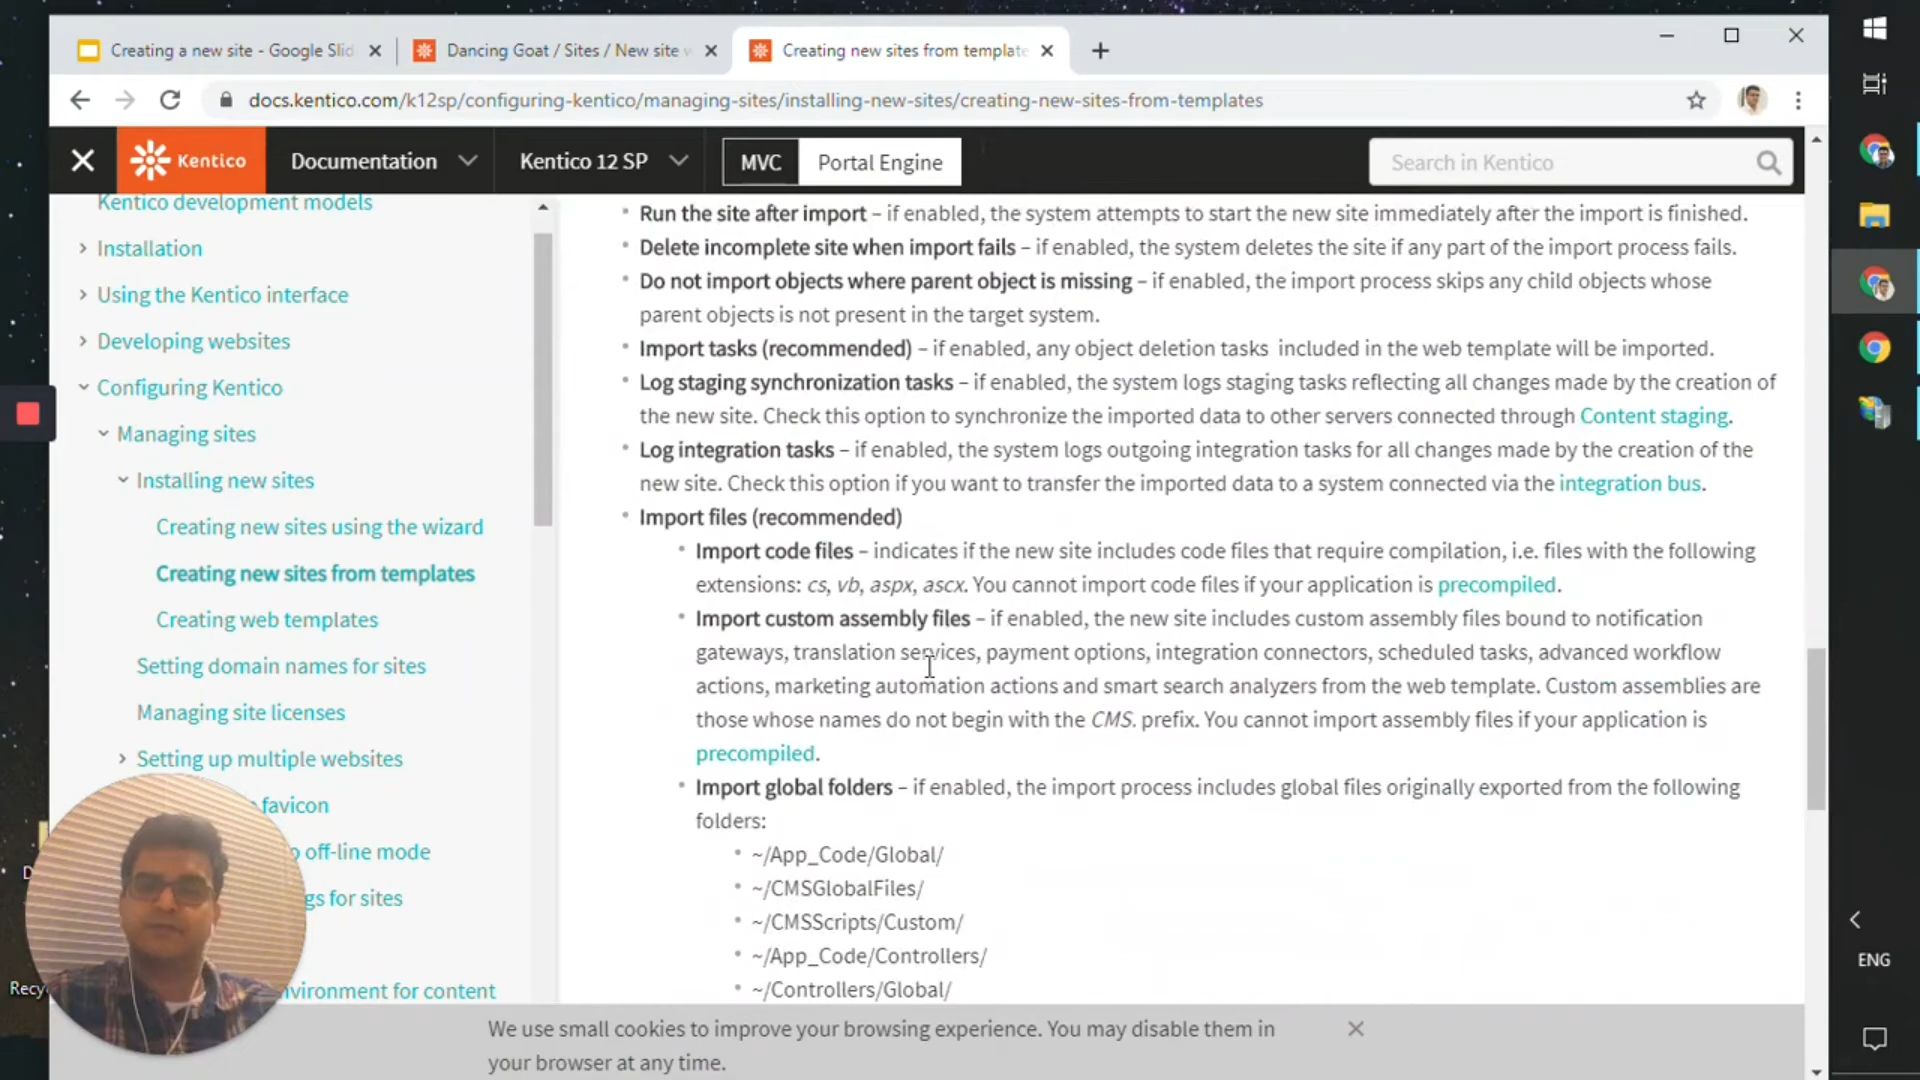 Creating a new site - Google Slid
Dancing Goat / Sites / New site w
Creating new sites from template
docs.kentico.com/k12sp/configuring-kentico/managing-sites/installing-new-sites/creating-new-sites-from-templates
Kentico
Documentation
Kentico 12 SP
MVC
Portal Engine
Search in Kentico
Kentico development models
Installation
Using the Kentico interface
Developing websites
Configuring Kentico
Managing sites
Installing new sites
Creating new sites using the wizard
Creating new sites from templates
Creating web templates
Setting domain names for sites
Managing site licenses
Setting up multiple websites
favicon
off-line mode
gs for sites
nvironment for content
Run the site after import – if enabled, the system attempts to start the new site immediately after the import is finished.
Delete incomplete site when import fails – if enabled, the system deletes the site if any part of the import process fails.
Do not import objects where parent object is missing – if enabled, the import process skips any child objects whose
parent objects is not present in the target system.
Import tasks (recommended) – if enabled, any object deletion tasks included in the web template will be imported.
Log staging synchronization tasks – if enabled, the system logs staging tasks reflecting all changes made by the creation of
the new site. Check this option to synchronize the imported data to other servers connected through Content staging.
Log integration tasks – if enabled, the system logs outgoing integration tasks for all changes made by the creation of the
new site. Check this option if you want to transfer the imported data to a system connected via the integration bus.
Import files (recommended)
Import code files – indicates if the new site includes code files that require compilation, i.e. files with the following
extensions: cs, vb, aspx, ascx. You cannot import code files if your application is precompiled.
Import custom assembly files – if enabled, the new site includes custom assembly files bound to notification
gateways, translation services, payment options, integration connectors, scheduled tasks, advanced workflow
actions, marketing automation actions and smart search analyzers from the web template. Custom assemblies are
those whose names do not begin with the CMS. prefix. You cannot import assembly files if your application is
precompiled.
Import global folders – if enabled, the import process includes global files originally exported from the following
folders:
~/App_Code/Global/
~/CMSGlobalFiles/
~/CMSScripts/Custom/
~/App_Code/Controllers/
~/Controllers/Global/
We use small cookies to improve your browsing experience. You may disable them in
your browser at any time.
D
Recy
ENG